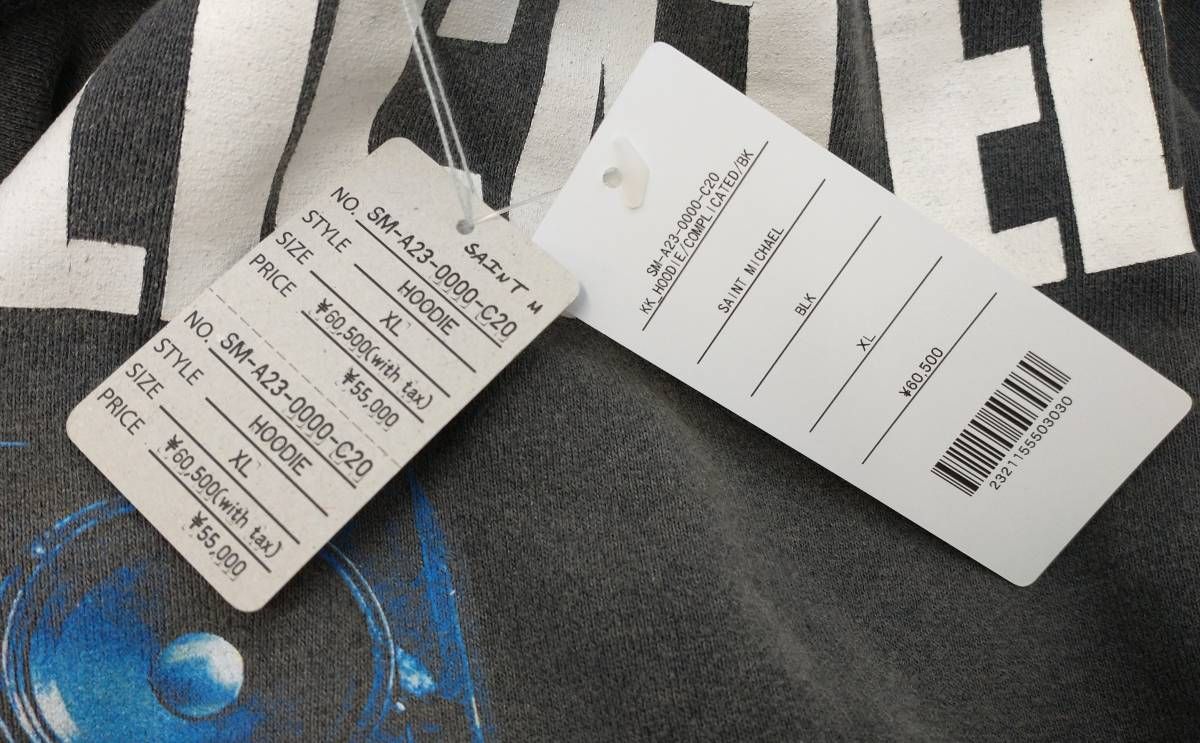 SAINT M
NO. SM-A23-0000-C20
STYLE HOODIE
SIZE XL
PRICE ¥60,500(with tax)
¥55,000
NO. SM-A23-0000-C20
STYLE HOODIE
SIZE XL
PRICE ¥60,500(with tax)
¥55,000
SM-A23-0000-C20
KK_HOODIE/COMPLICATED/BK
SAINT MICHAEL
BLK
XL
¥60,500
2321155503030